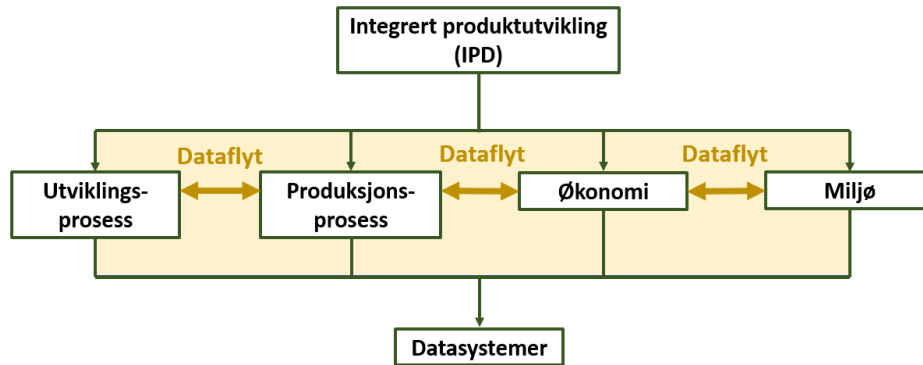 Integrert produktutvikling
(IPD)
Dataflyt
Dataflyt
Dataflyt
Utviklings-
prosess
Produksjons-
prosess
Økonomi
Miljø
Datasystemer